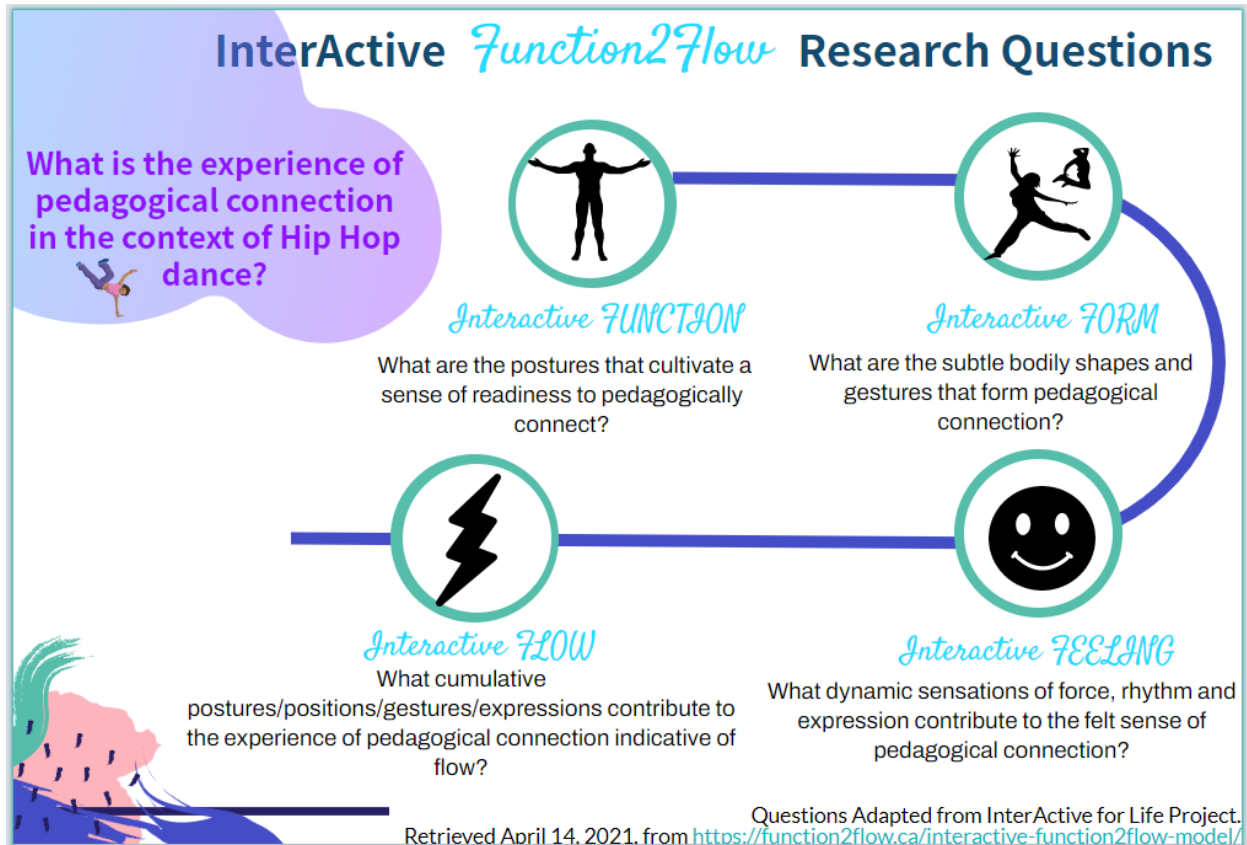 InterActive Function2Flow Research Questions
What is the experience of
pedagogical connection
in the context of Hip Hop
dance?
Interactive FUNCTION
What are the postures that cultivate a
sense of readiness to pedagogically
connect?
Interactive FORM
What are the subtle bodily shapes and
gestures that form pedagogical
connection?
Interactive FLOW
What cumulative
postures/positions/gestures/expressions contribute to
the experience of pedagogical connection indicative of
flow?
Interactive FEELING
What dynamic sensations of force, rhythm and
expression contribute to the felt sense of
pedagogical connection?
Questions Adapted from InterActive for Life Project.
Retrieved April 14, 2021, from https://function2flow.ca/interactive-function2flow-model/